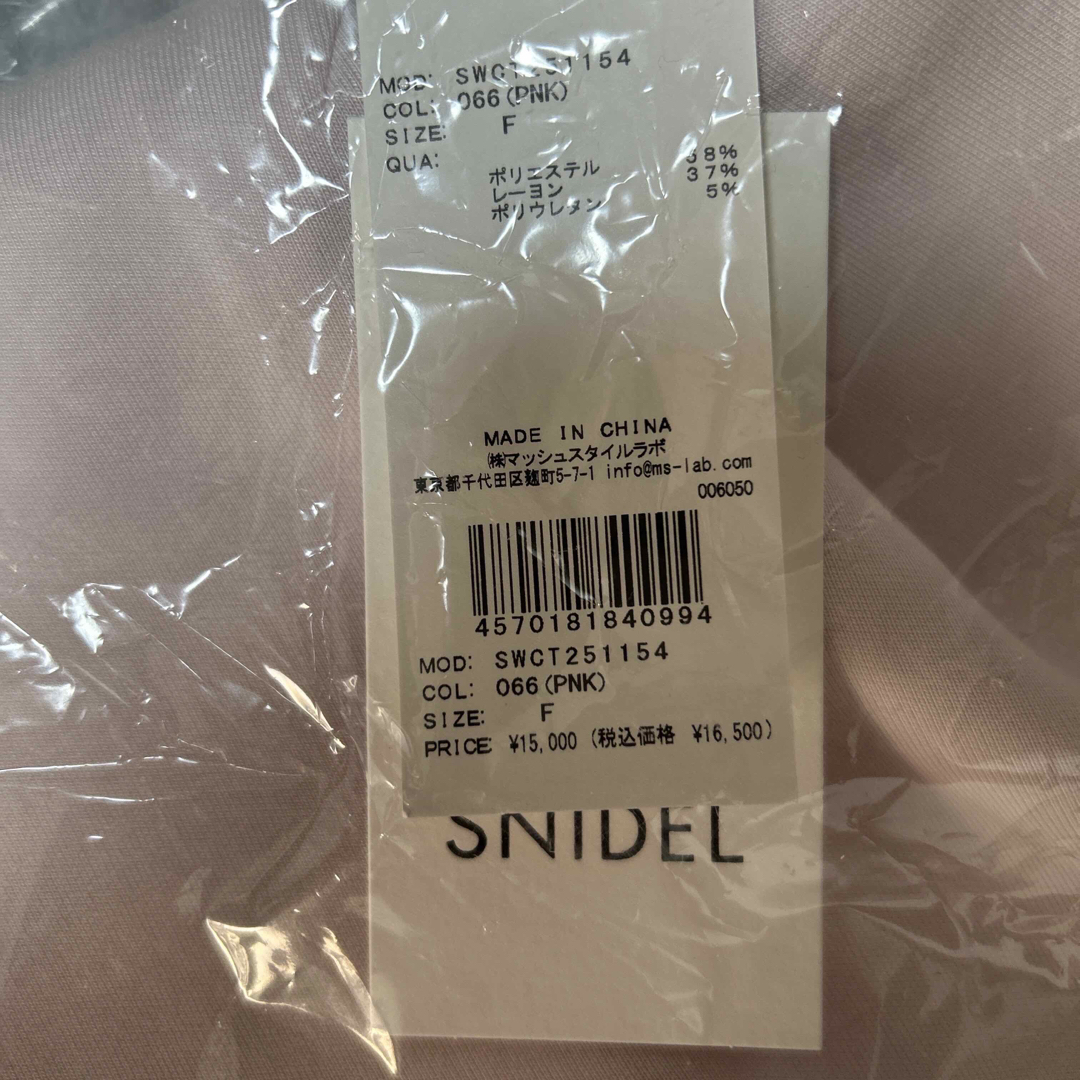 MOD: SWCT251154
COL: 066(PNK)
SIZE: F
QUA:
ポリエステル
レーヨン 37%
ポリウレタン 5%
MADE IN CHINA
㈱マッシュスタイルラボ
東京都千代田区麹町5-7-1 info@ms-lab.com
006050
4570181840994
MOD: SWCT251154
COL: 066(PNK)
SIZE: F
PRICE: ¥15,000 (税込価格 ¥16,500)
SNIDEL